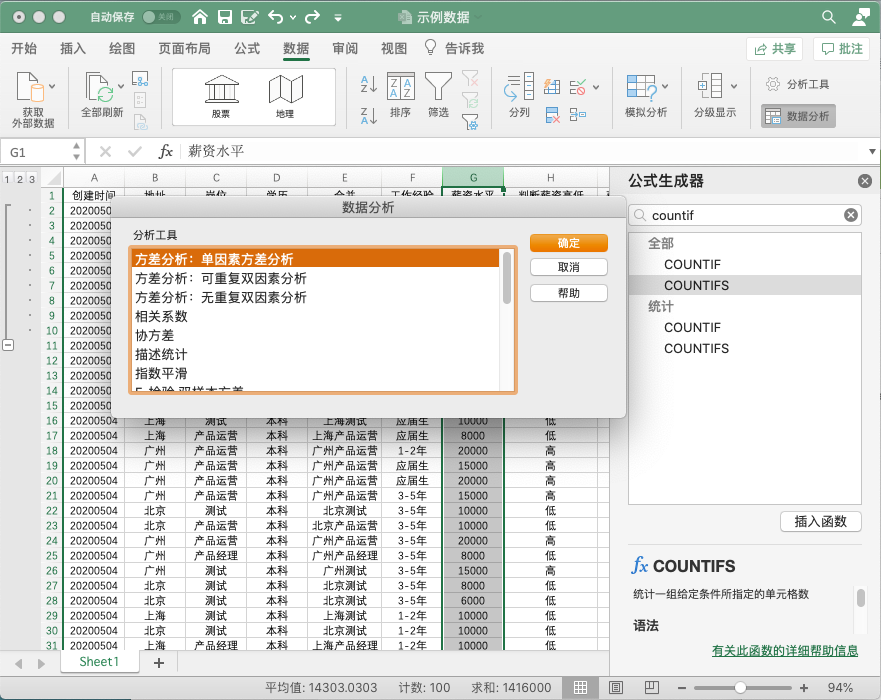 自动保存 关闭 示例数据
开始 插入 绘图 页面布局 公式 数据 审阅 视图 告诉我 共享 批注
获取
外部数据 全部刷新 股票 地理 排序 筛选 分列 模拟分析 分级显示 分析工具
数据分析
G1 fx 薪资水平
1 2 3 A B C D E F G H
1 创建时间 地址 岗位 学历 合并 工作经验 薪资水平 判断薪资高低
2 2020050
3 2020050
4 2020050
5 2020050
6 2020050
7 2020050
8 2020050
9 2020050
10 2020050
11 2020050
12 2020050
13 2020050
14 2020050
15 2020050
16 20200504 上海 测试 本科 上海测试 应届生 10000 低
17 20200504 上海 产品运营 本科 上海产品运营 应届生 8000 低
18 20200504 广州 产品运营 本科 广州产品运营 1-2年 20000 高
19 20200504 广州 产品运营 本科 广州产品运营 应届生 15000 高
20 20200504 广州 产品运营 本科 广州产品运营 应届生 20000 高
21 20200504 广州 产品运营 本科 广州产品运营 3-5年 15000 高
22 20200504 北京 测试 本科 北京测试 3-5年 10000 低
23 20200504 北京 产品运营 本科 北京产品运营 3-5年 10000 低
24 20200504 广州 产品运营 本科 广州产品运营 3-5年 20000 高
25 20200504 广州 产品经理 本科 广州产品经理 3-5年 8000 低
26 20200504 广州 测试 本科 广州测试 3-5年 15000 高
27 20200504 北京 测试 本科 北京测试 3-5年 8000 低
28 20200504 北京 测试 本科 北京测试 3-5年 6000 低
29 20200504 上海 测试 本科 上海测试 1-2年 10000 低
30 20200504 北京 测试 本科 北京测试 1-2年 10000 低
31 20200504 上海 产品经理 本科 上海产品经理 1-2年 10000 低
数据分析
分析工具
方差分析：单因素方差分析
方差分析：可重复双因素分析
方差分析：无重复双因素分析
相关系数
协方差
描述统计
指数平滑
F-检验 双样本方差
确定
取消
帮助
公式生成器
countif
全部
COUNTIF
COUNTIFS
统计
COUNTIF
COUNTIFS
插入函数
fx COUNTIFS
统计一组给定条件所指定的单元格数
语法
有关此函数的详细帮助信息
Sheet1 +
平均值: 14303.0303 计数: 100 求和: 1416000 − + 94%